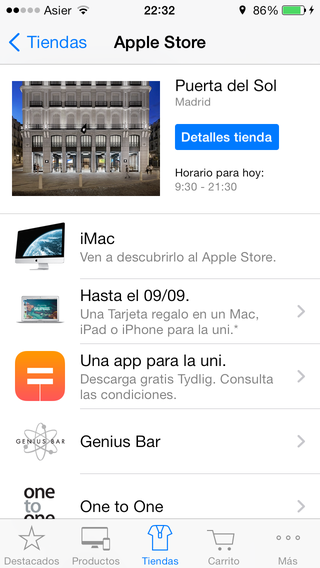 Asier 22:32 86%
Tiendas Apple Store
Puerta del Sol
Madrid
Detalles tienda
Horario para hoy:
9:30 - 21:30
iMac
Ven a descubrirlo al Apple Store.
Hasta el 09/09.
Una Tarjeta regalo en un Mac,
iPad o iPhone para la uni.*
Una app para la uni.
Descarga gratis Tydlig. Consulta
las condiciones.
GENIUS BAR
Genius Bar
one
to
one
One to One
Destacados Productos Tiendas Carrito Más